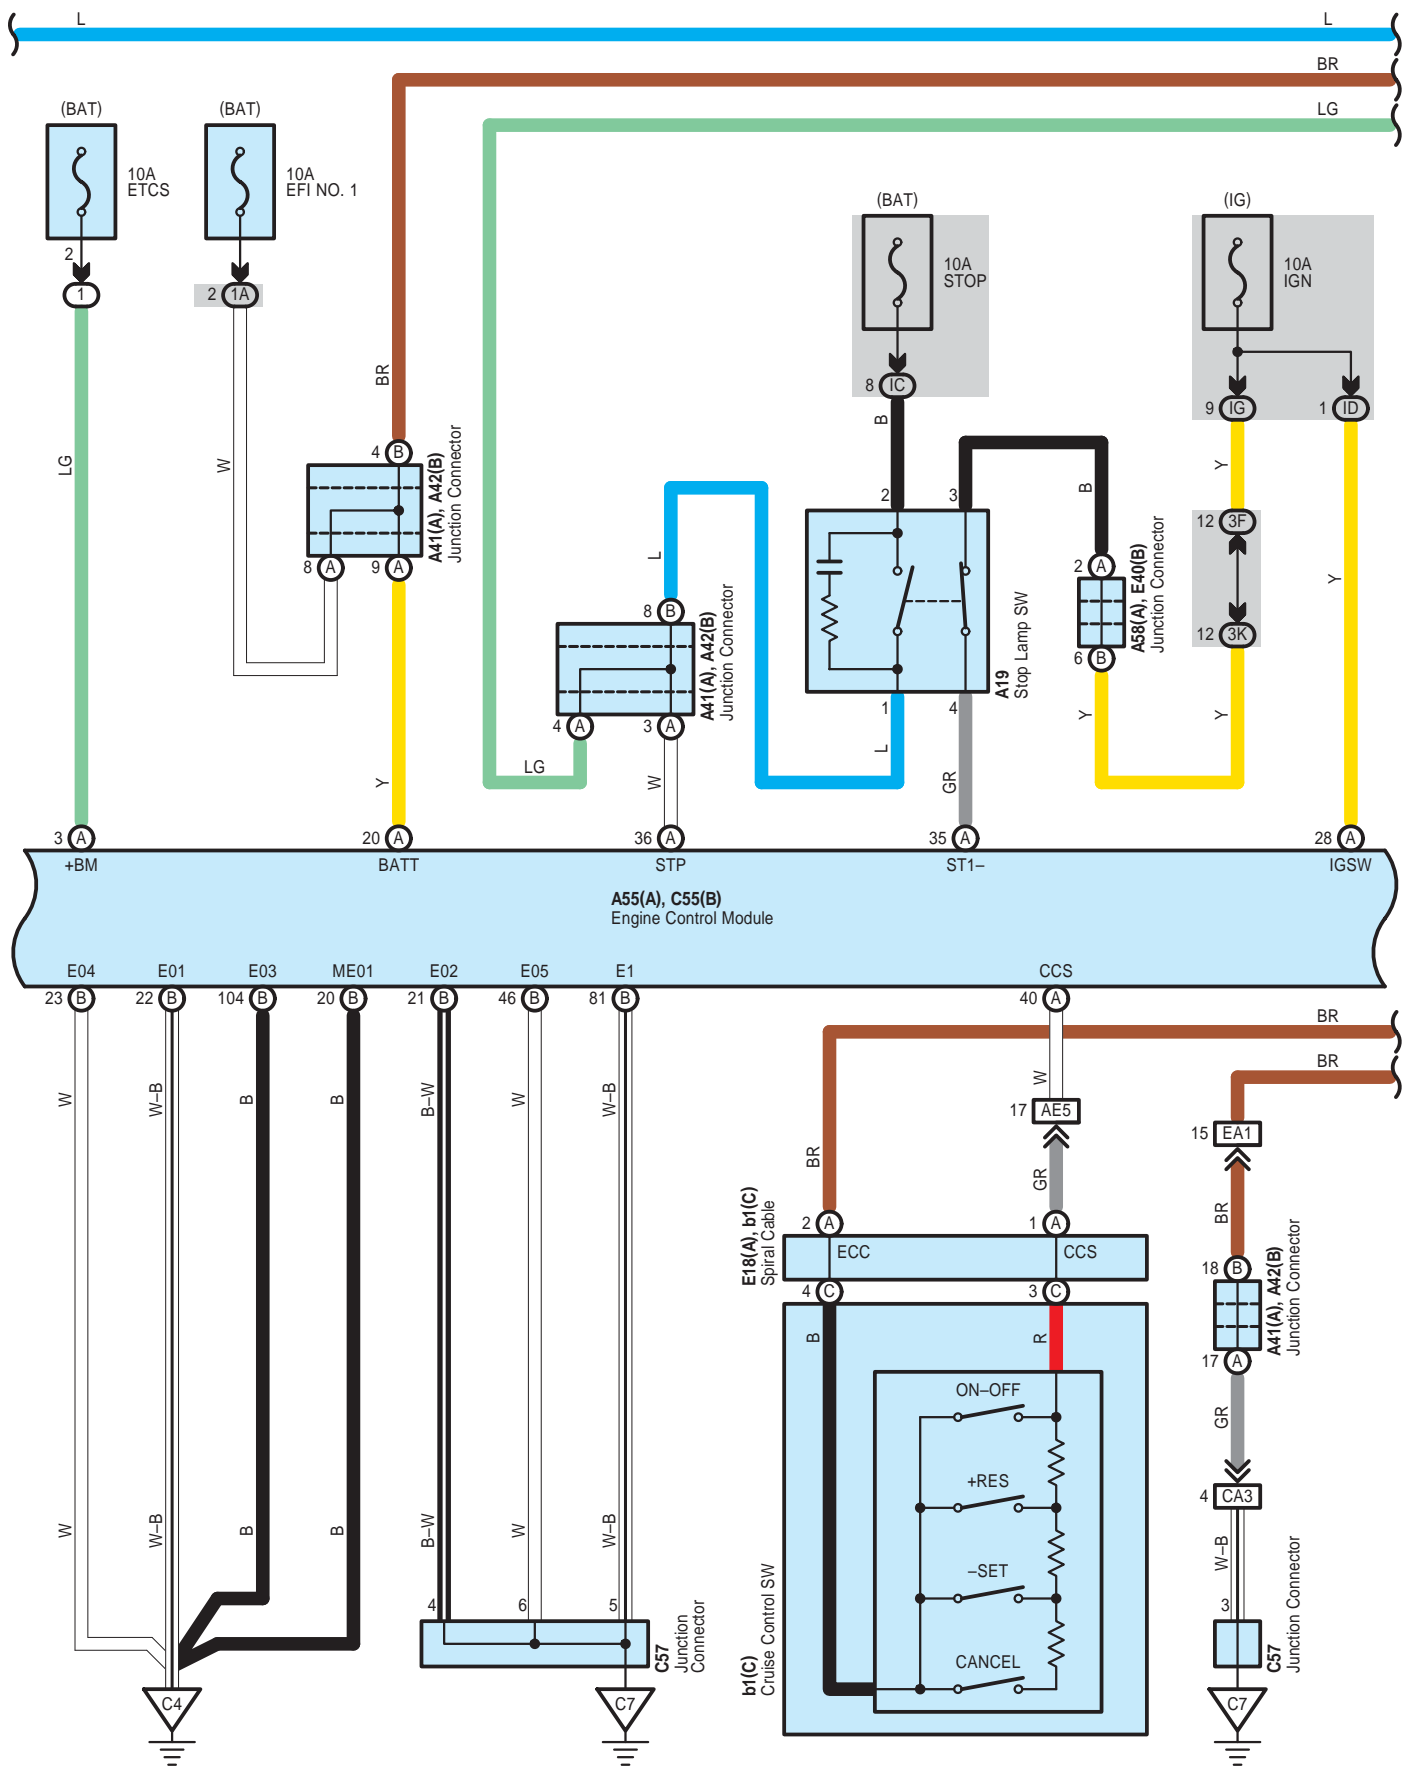 L
L
BR
LG
(BAT)
(BAT)
10A
ETCS
10A
EFI NO. 1
(BAT)
(IG)
10A
STOP
10A
IGN
2
1
2 1A
8 IC
9 IG
1 ID
LG
W
BR
B
B
Y
Y
4 B
A41(A), A42(B)
Junction Connector
8 A
9 A
2
3
12 3F
12 3K
L
8 B
A41(A), A42(B)
Junction Connector
4 A
3 A
A19
Stop Lamp SW
1
4
2 A
A58(A), E40(B)
Junction Connector
6 B
Y
LG
W
L
GR
Y
Y
3 A
20 A
36 A
35 A
28 A
+BM
BATT
STP
ST1–
IGSW
A55(A), C55(B)
Engine Control Module
E04
E01
E03
ME01
E02
E05
E1
CCS
23 B
22 B
104 B
20 B
21 B
46 B
81 B
40 A
BR
BR
W
W–B
B
B
B–W
W
W–B
W
17 AE5
15 EA1
BR
GR
BR
E18(A), b1(C)
Spiral Cable
2 A
1 A
ECC
CCS
4 C
3 C
18 B
A41(A), A42(B)
Junction Connector
17 A
B
R
GR
ON–OFF
+RES
–SET
CANCEL
4 CA3
W–B
W
W–B
B
B
B–W
W
W–B
4
6
5
C57
Junction
Connector
b1(C)
Cruise Control SW
3
C57
Junction Connector
C4
C7
C7